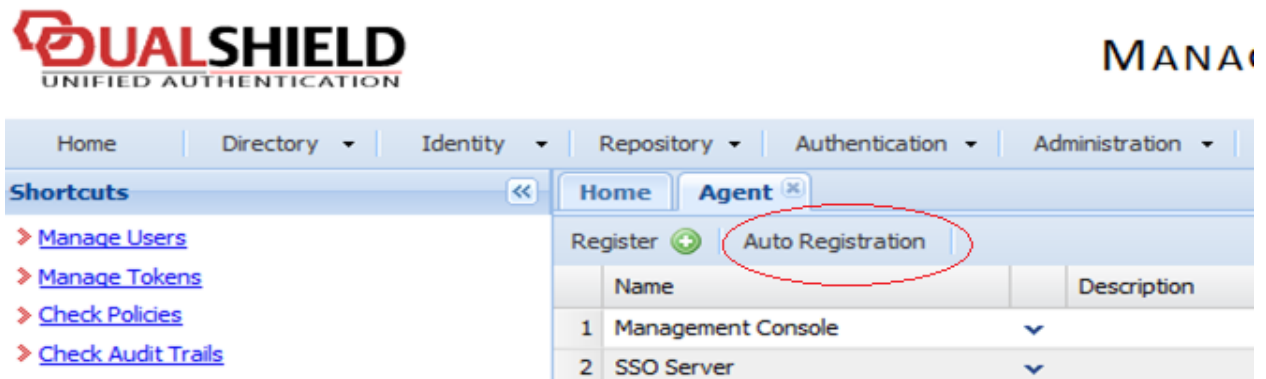 DUALSHIELD
UNIFIED AUTHENTICATION
MANA
Home Directory Identity Repository Authentication Administration
Shortcuts
Home Agent
Manage Users
Manage Tokens
Check Policies
Check Audit Trails
Register Auto Registration
Name Description
1 Management Console
2 SSO Server